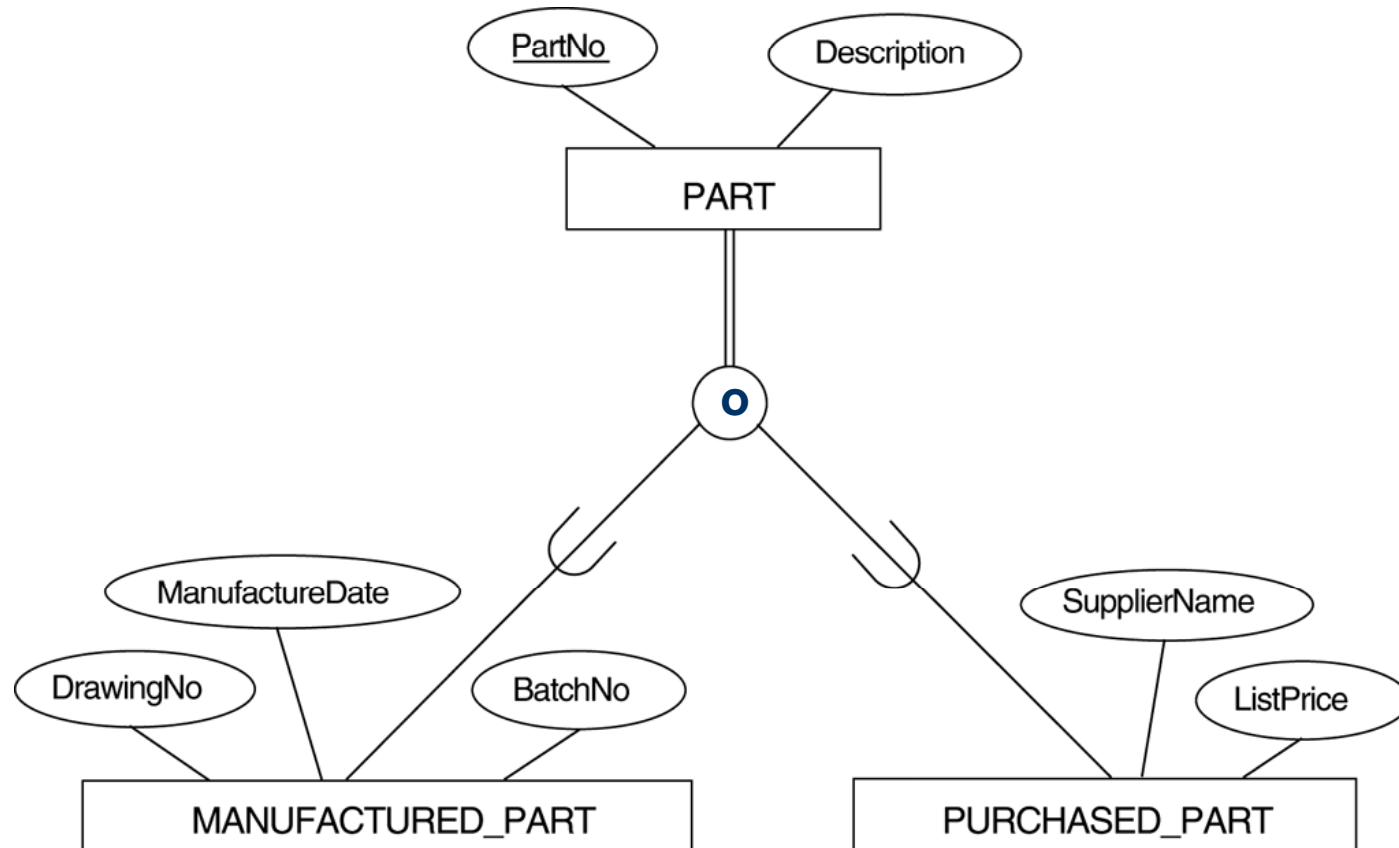 PartNo
Description
PART
o
ManufactureDate
SupplierName
DrawingNo
BatchNo
ListPrice
MANUFACTURED_PART
PURCHASED_PART